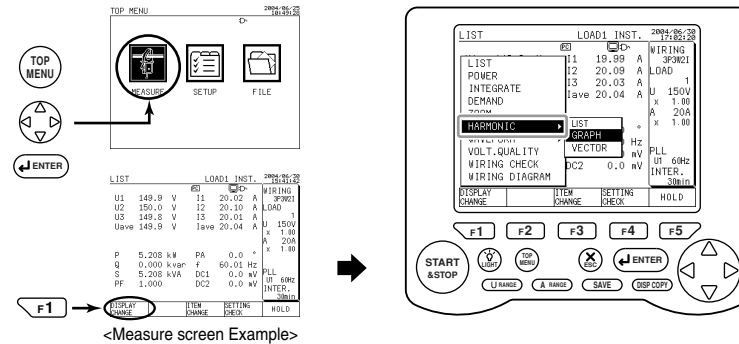 TOP MENU
2004/06/25
10:49:28
TOP
MENU
MEASURE
SETUP
FILE
ENTER
LIST
LOAD1 INST.
2004/06/30
15:41:42
U1 149.9 V I1 20.02 A
U2 150.0 V I2 20.10 A
U3 149.8 V I3 20.01 A
Uave 149.9 V Iave 20.04 A
P 5.208 kW PA 0.0 °
Q 0.000 kvar f 60.01 Hz
S 5.208 kVA DC1 0.0 mV
PF 1.000 DC2 0.0 mV
WIRING
3P3W2I
LOAD
1
U 150V
x 1.00
A 20A
x 1.00
PLL
U1 60Hz
INTER.
30min
DISPLAY
CHANGE
ITEM
CHANGE
SETTING
CHECK
HOLD
F1
<Measure screen Example>
LIST
LOAD1 INST.
2004/06/30
17:02:20
I1 19.99 A
I2 20.09 A
I3 20.03 A
Iave 20.04 A
°
Hz
mV
DC2 0.0 mV
LIST
POWER
INTEGRATE
DEMAND
ZOOM
HARMONIC
WAVEFORM
VOLT.QUALITY
WIRING CHECK
WIRING DIAGRAM
LIST
GRAPH
VECTOR
WIRING
3P3W2I
LOAD
1
U 150V
x 1.00
A 20A
x 1.00
PLL
U1 60Hz
INTER.
30min
DISPLAY
CHANGE
ITEM
CHANGE
SETTING
CHECK
HOLD
F1 F2 F3 F4 F5
START
&STOP
LIGHT
TOP
MENU
ESC
ENTER
U RANGE
A RANGE
SAVE
DISP COPY